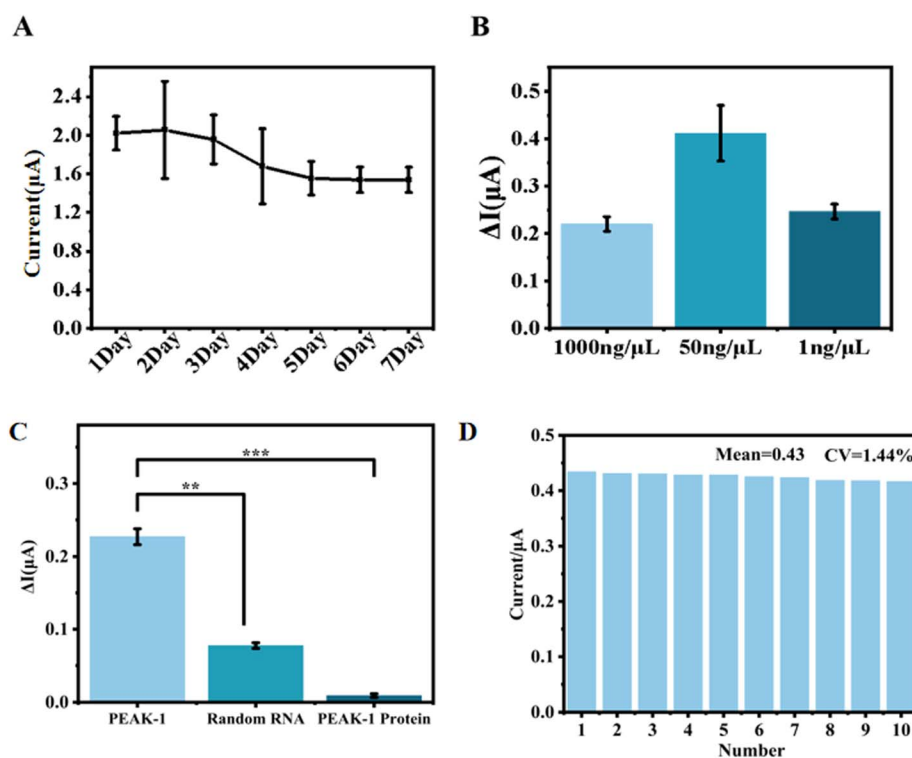 A
Current(μA)
2.4
2.0
1.6
1.2
0.8
0.4
0.0
1Day 2Day 3Day 4Day 5Day 6Day 7Day
B
ΔI(μA)
0.5
0.4
0.3
0.2
0.1
0.0
1000ng/μL 50ng/μL 1ng/μL
C
ΔI(μA)
0.3
0.2
0.1
0.0
***
**
PEAK-1 Random RNA PEAK-1 Protein
D
Current/μA
0.5
0.4
0.3
0.2
0.1
0.0
Mean=0.43 CV=1.44%
1 2 3 4 5 6 7 8 9 10
Number